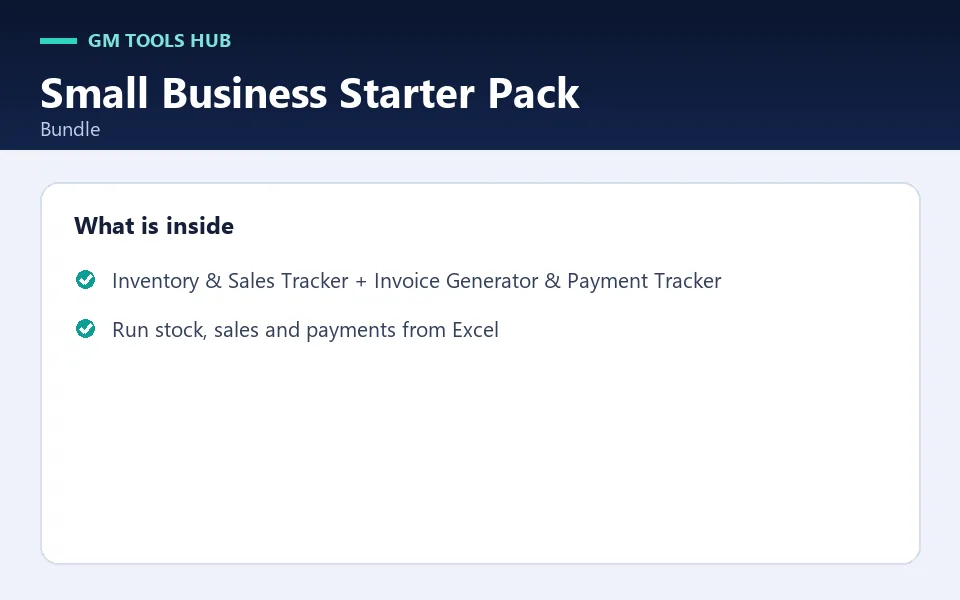 GM TOOLS HUB
Small Business Starter Pack
Bundle
What is inside
Inventory & Sales Tracker + Invoice Generator & Payment Tracker
Run stock, sales and payments from Excel